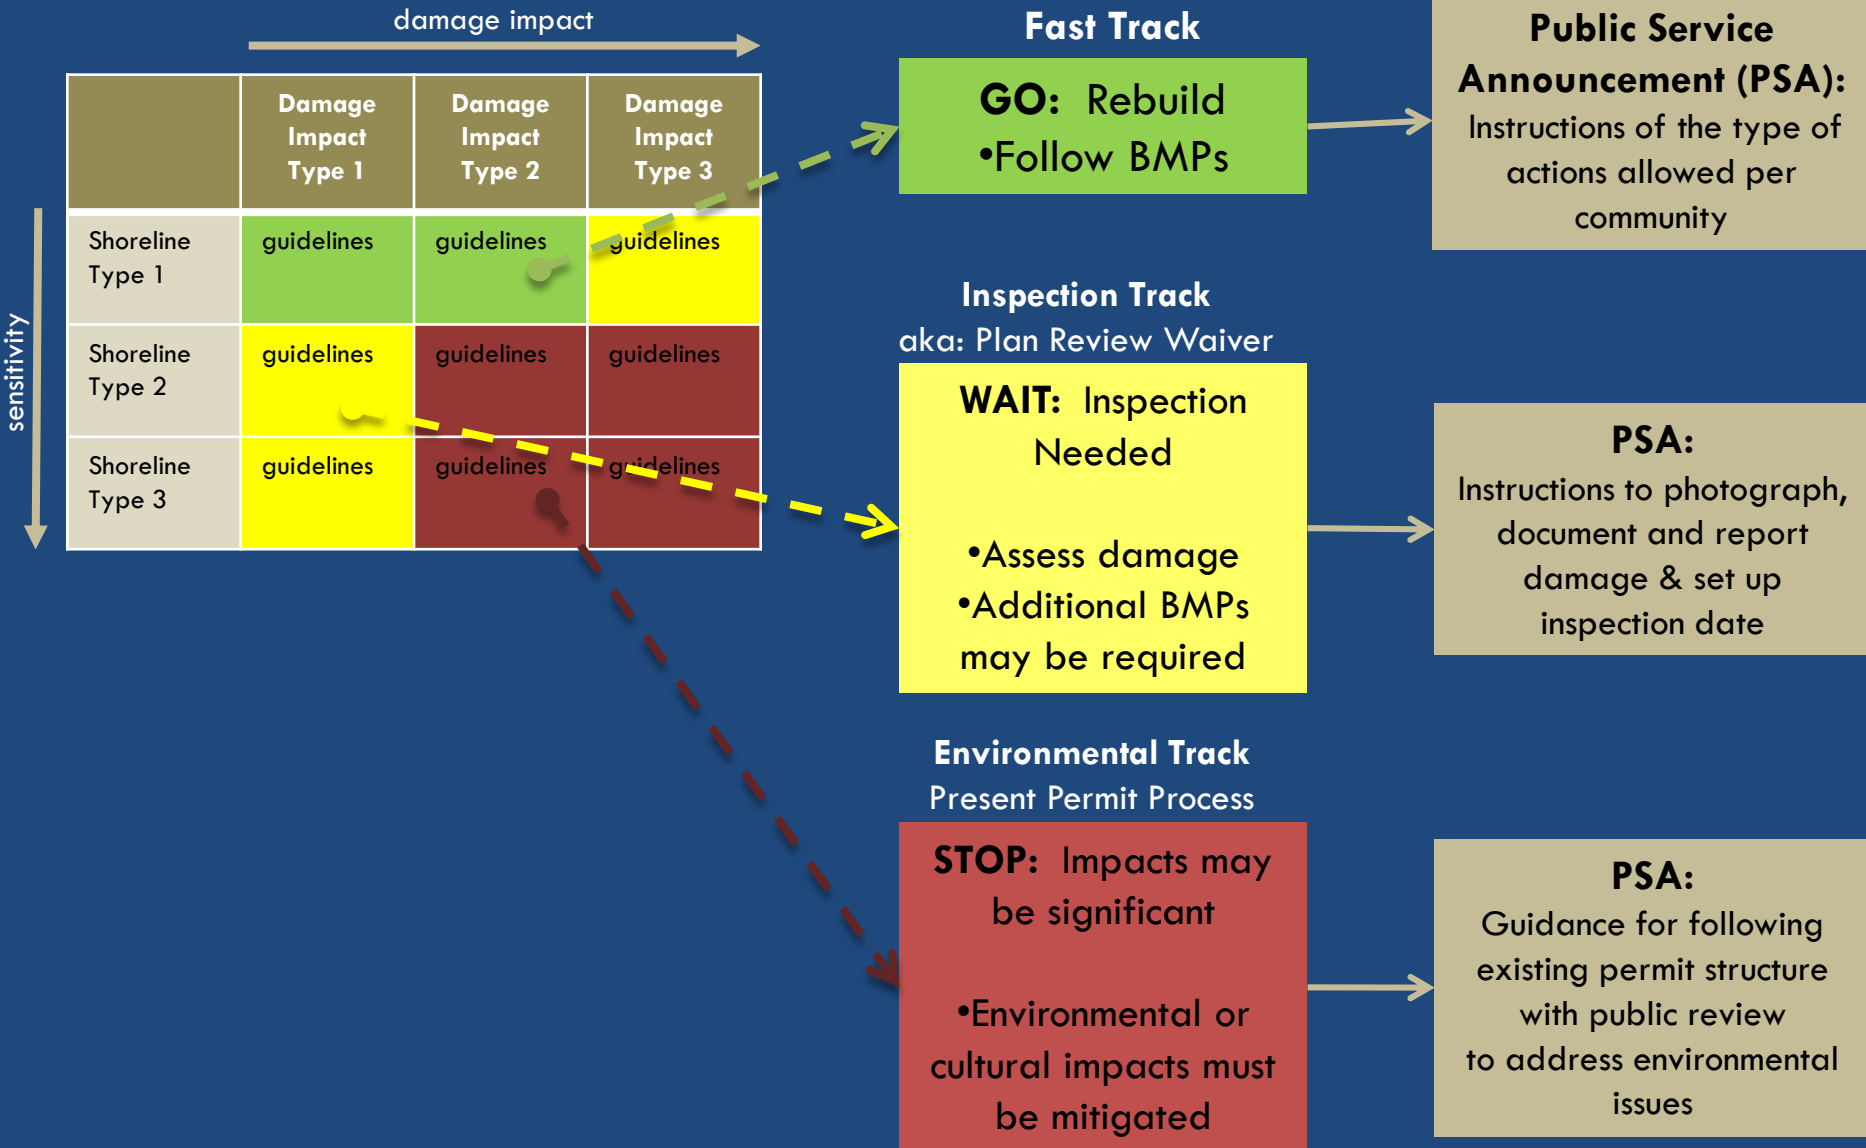 damage impact
Damage
Impact
Type 1
Damage
Impact
Type 2
Damage
Impact
Type 3
sensitivity
Shoreline
Type 1
guidelines
guidelines
guidelines
Shoreline
Type 2
guidelines
guidelines
guidelines
Shoreline
Type 3
guidelines
guidelines
guidelines
Fast Track
GO: Rebuild
•Follow BMPs
Public Service
Announcement (PSA):
Instructions of the type of
actions allowed per
community
Inspection Track
aka: Plan Review Waiver
WAIT: Inspection
Needed
•Assess damage
•Additional BMPs
may be required
PSA:
Instructions to photograph,
document and report
damage & set up
inspection date
Environmental Track
Present Permit Process
STOP: Impacts may
be significant
•Environmental or
cultural impacts must
be mitigated
PSA:
Guidance for following
existing permit structure
with public review
to address environmental
issues